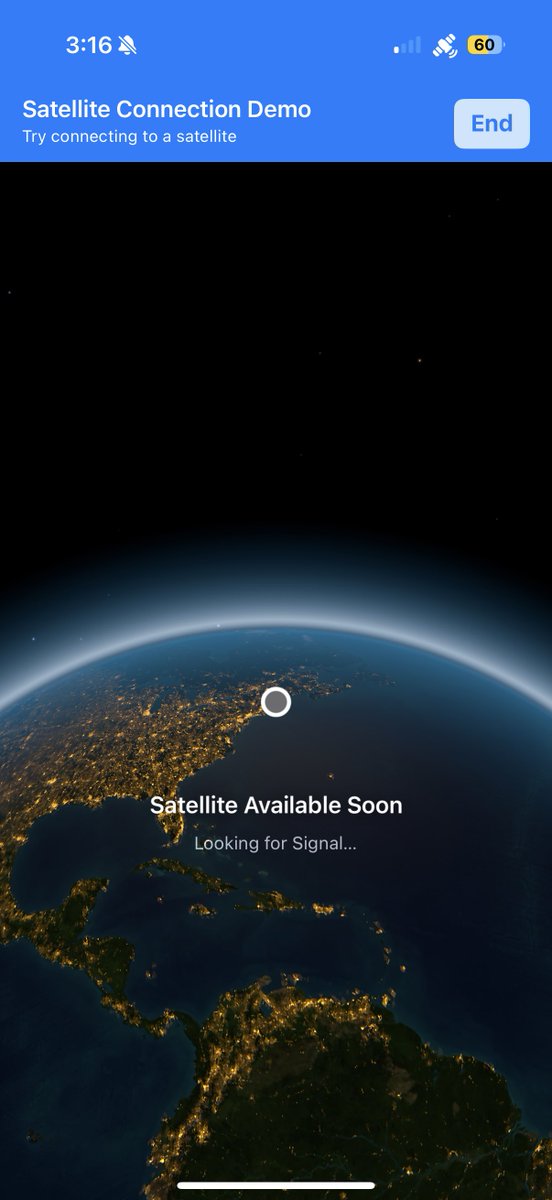 3:16
60
Satellite Connection Demo
Try connecting to a satellite
End
Satellite Available Soon
Looking for Signal...